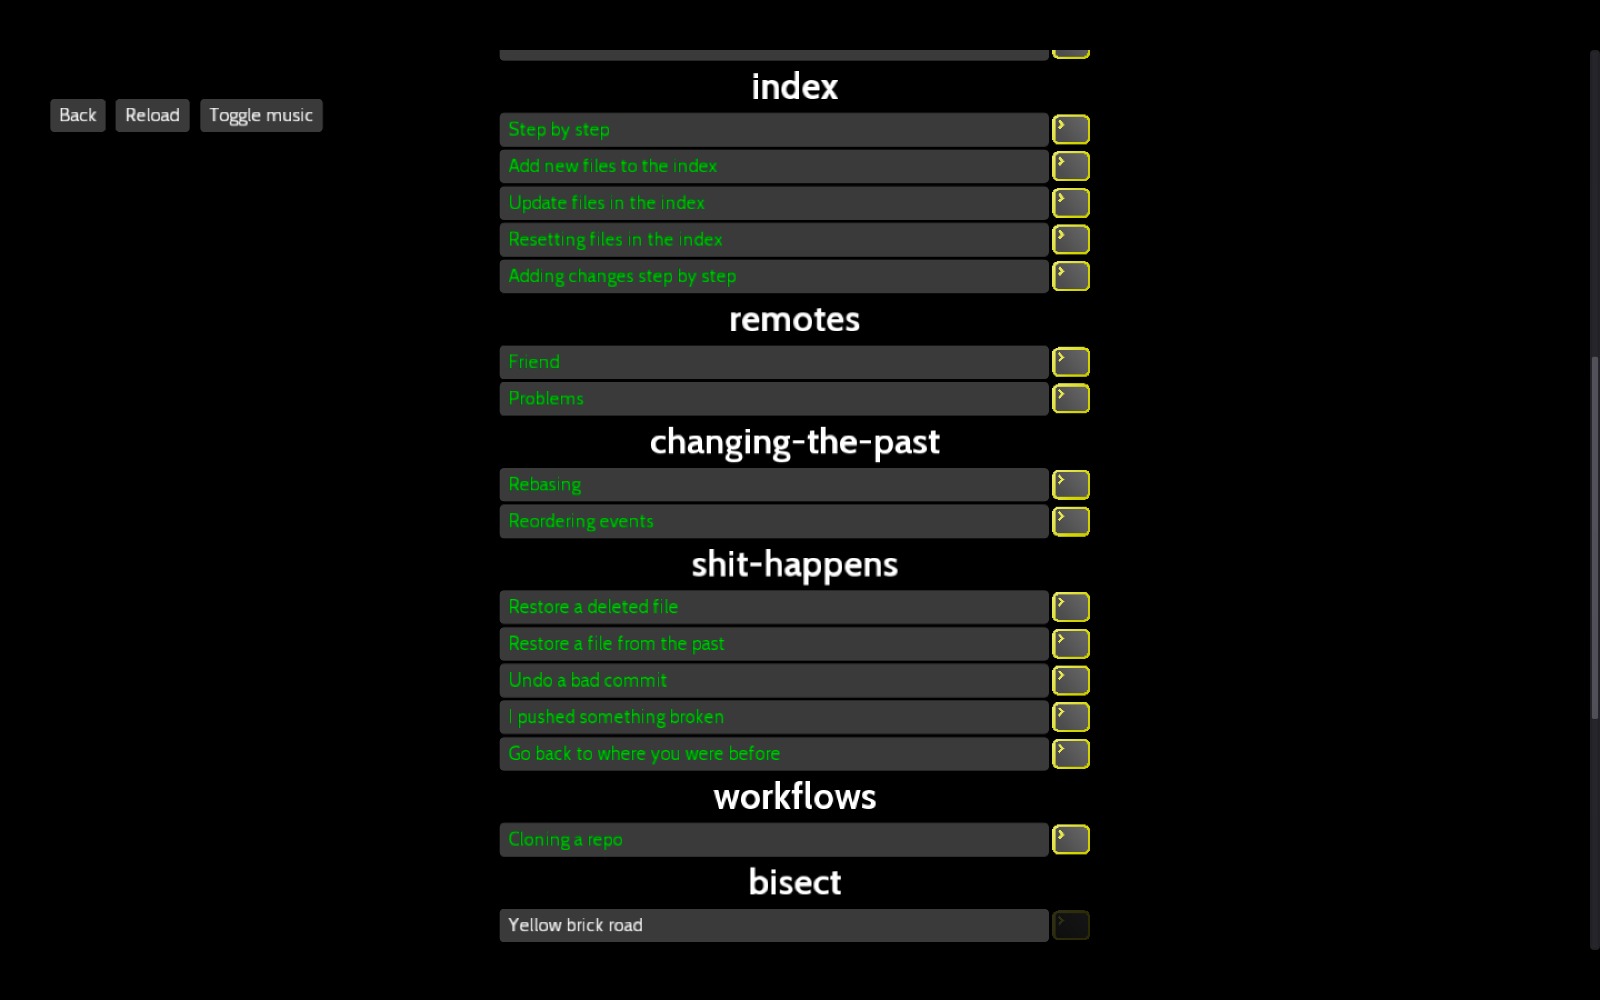 index
Back
Reload
Toggle music
Step by step
Add new files to the index
Update files in the index
Resetting files in the index
Adding changes step by step
remotes
Friend
Problems
changing-the-past
Rebasing
Reordering events
shit-happens
Restore a deleted file
Restore a file from the past
Undo a bad commit
I pushed something broken
Go back to where you were before
workflows
Cloning a repo
bisect
Yellow brick road